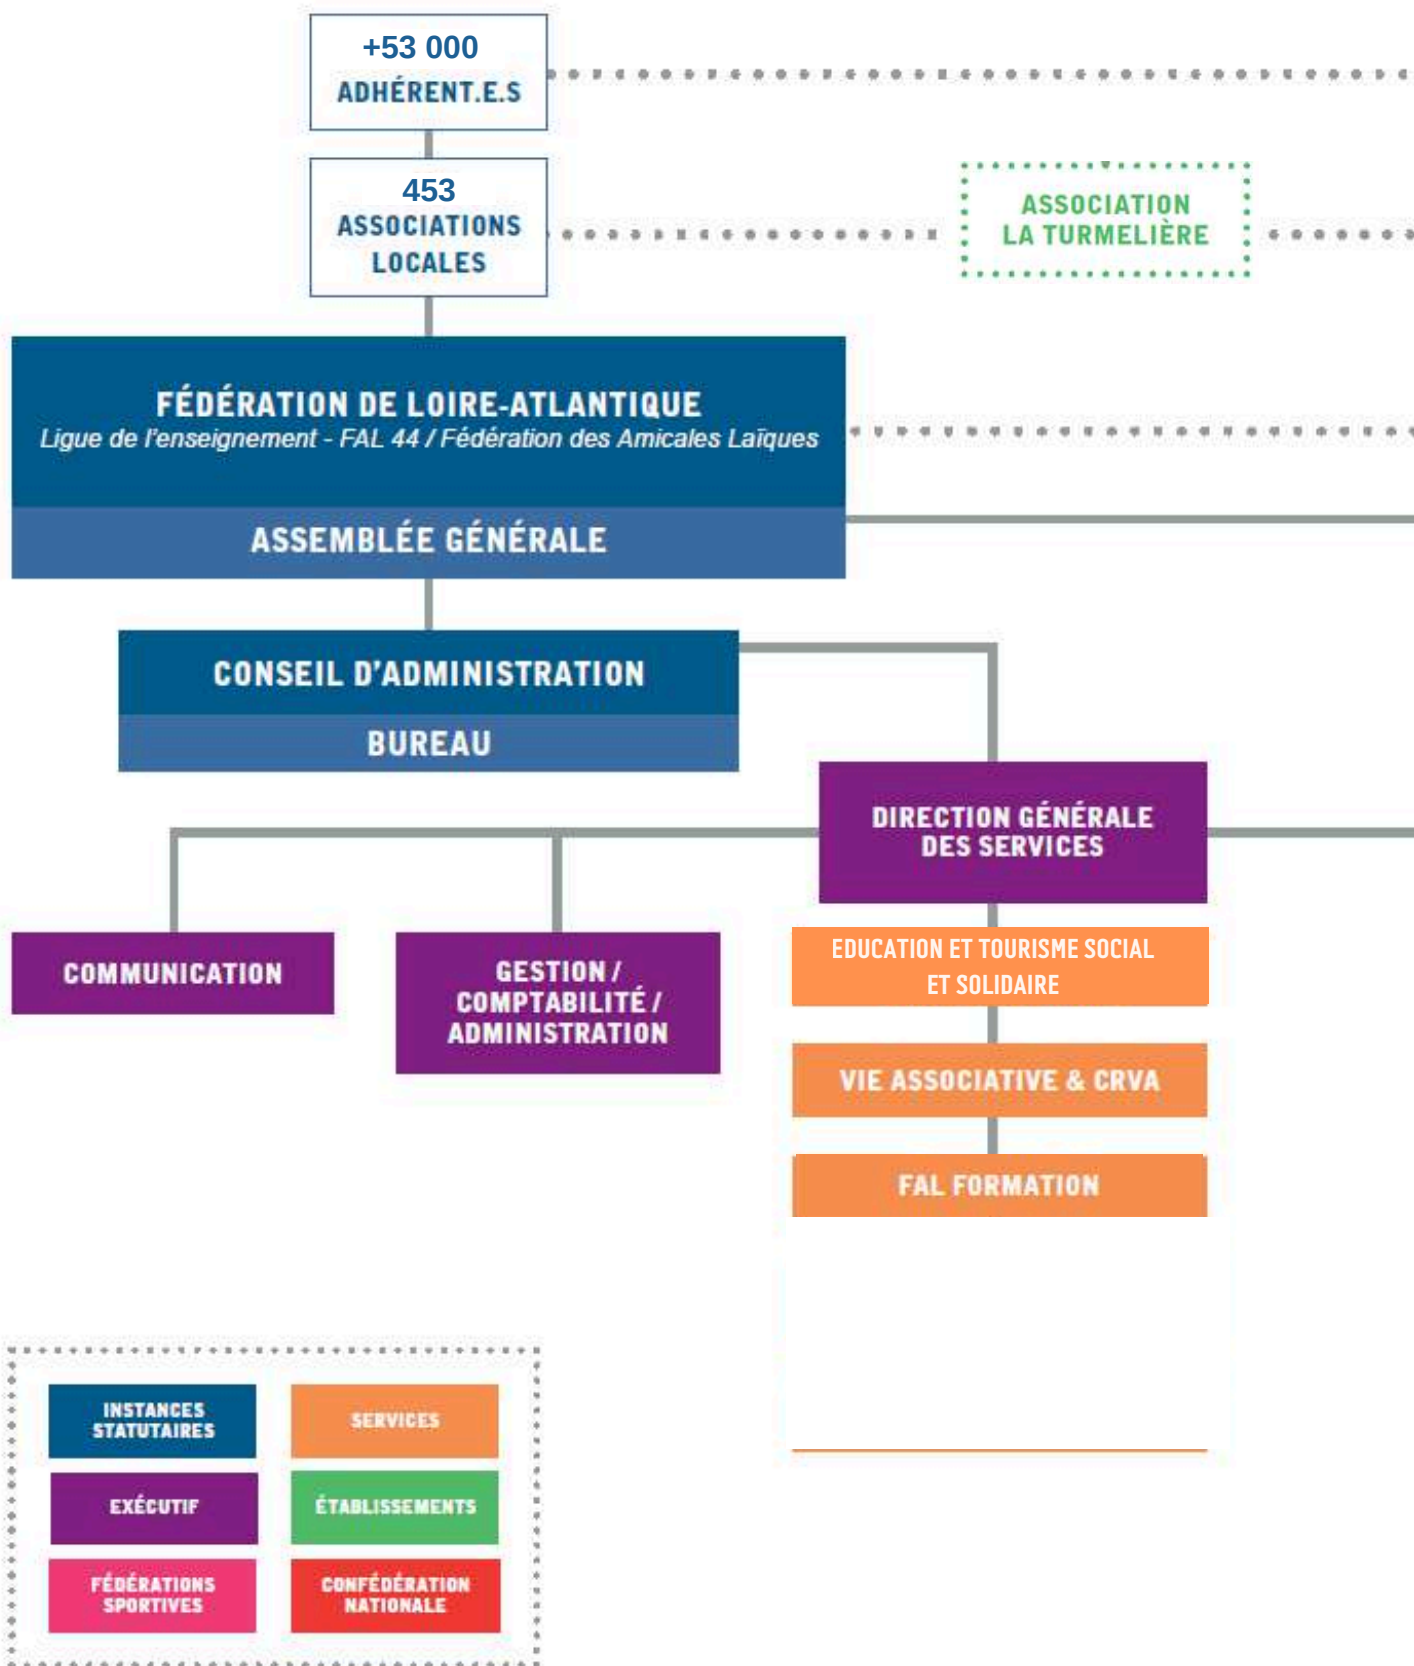 +53 000
ADHÉRENT.E.S
453
ASSOCIATIONS
LOCALES
ASSOCIATION
LA TURMELIÈRE
FÉDÉRATION DE LOIRE-ATLANTIQUE
Ligue de l'enseignement - FAL 44 / Fédération des Amicales Laïques
ASSEMBLÉE GÉNÉRALE
CONSEIL D'ADMINISTRATION
BUREAU
DIRECTION GÉNÉRALE
DES SERVICES
COMMUNICATION
GESTION /
COMPTABILITÉ /
ADMINISTRATION
EDUCATION ET TOURISME SOCIAL
ET SOLIDAIRE
VIE ASSOCIATIVE & CRVA
FAL FORMATION
INSTANCES
STATUTAIRES
SERVICES
EXÉCUTIF
ÉTABLISSEMENTS
FÉDÉRATIONS
SPORTIVES
CONFÉDÉRATION
NATIONALE